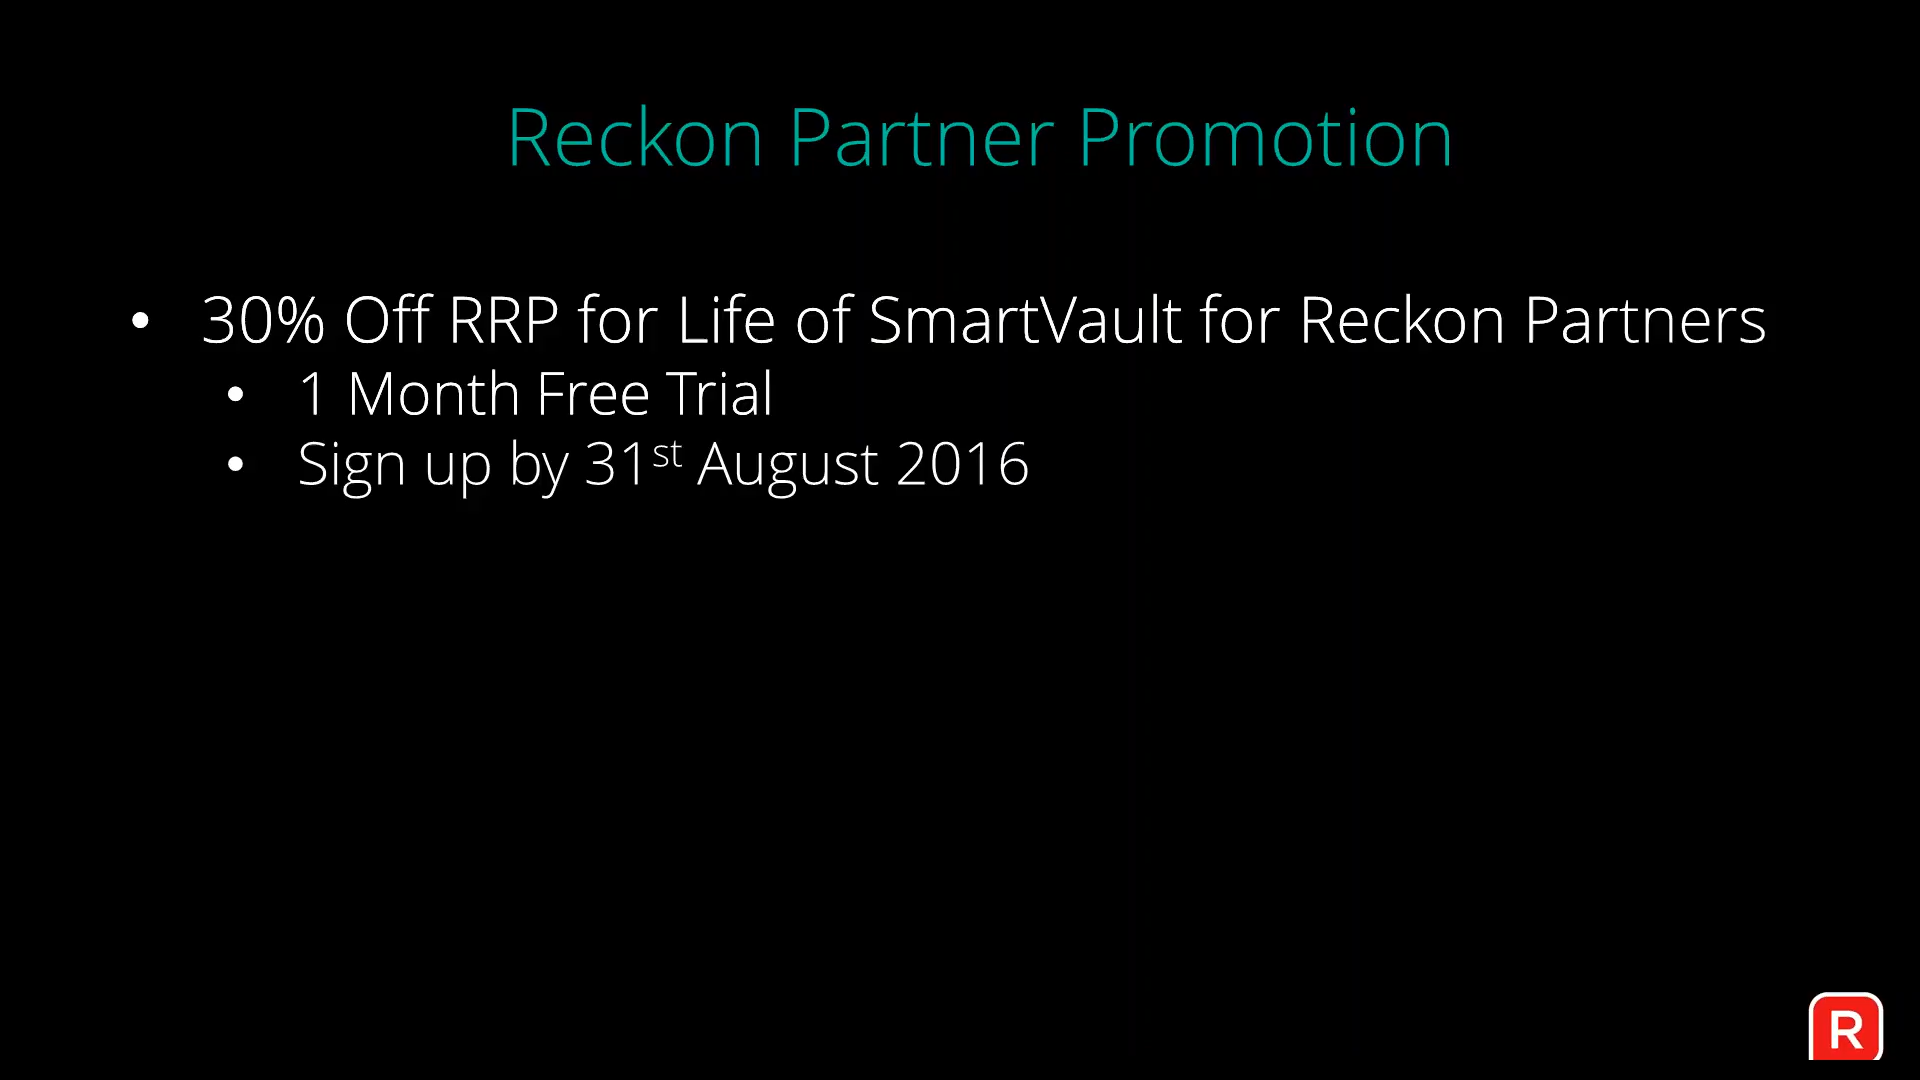 Reckon Partner Promotion
• 30% Off RRP for Life of SmartVault for Reckon Partners
• 1 Month Free Trial
• Sign up by 31st August 2016
R